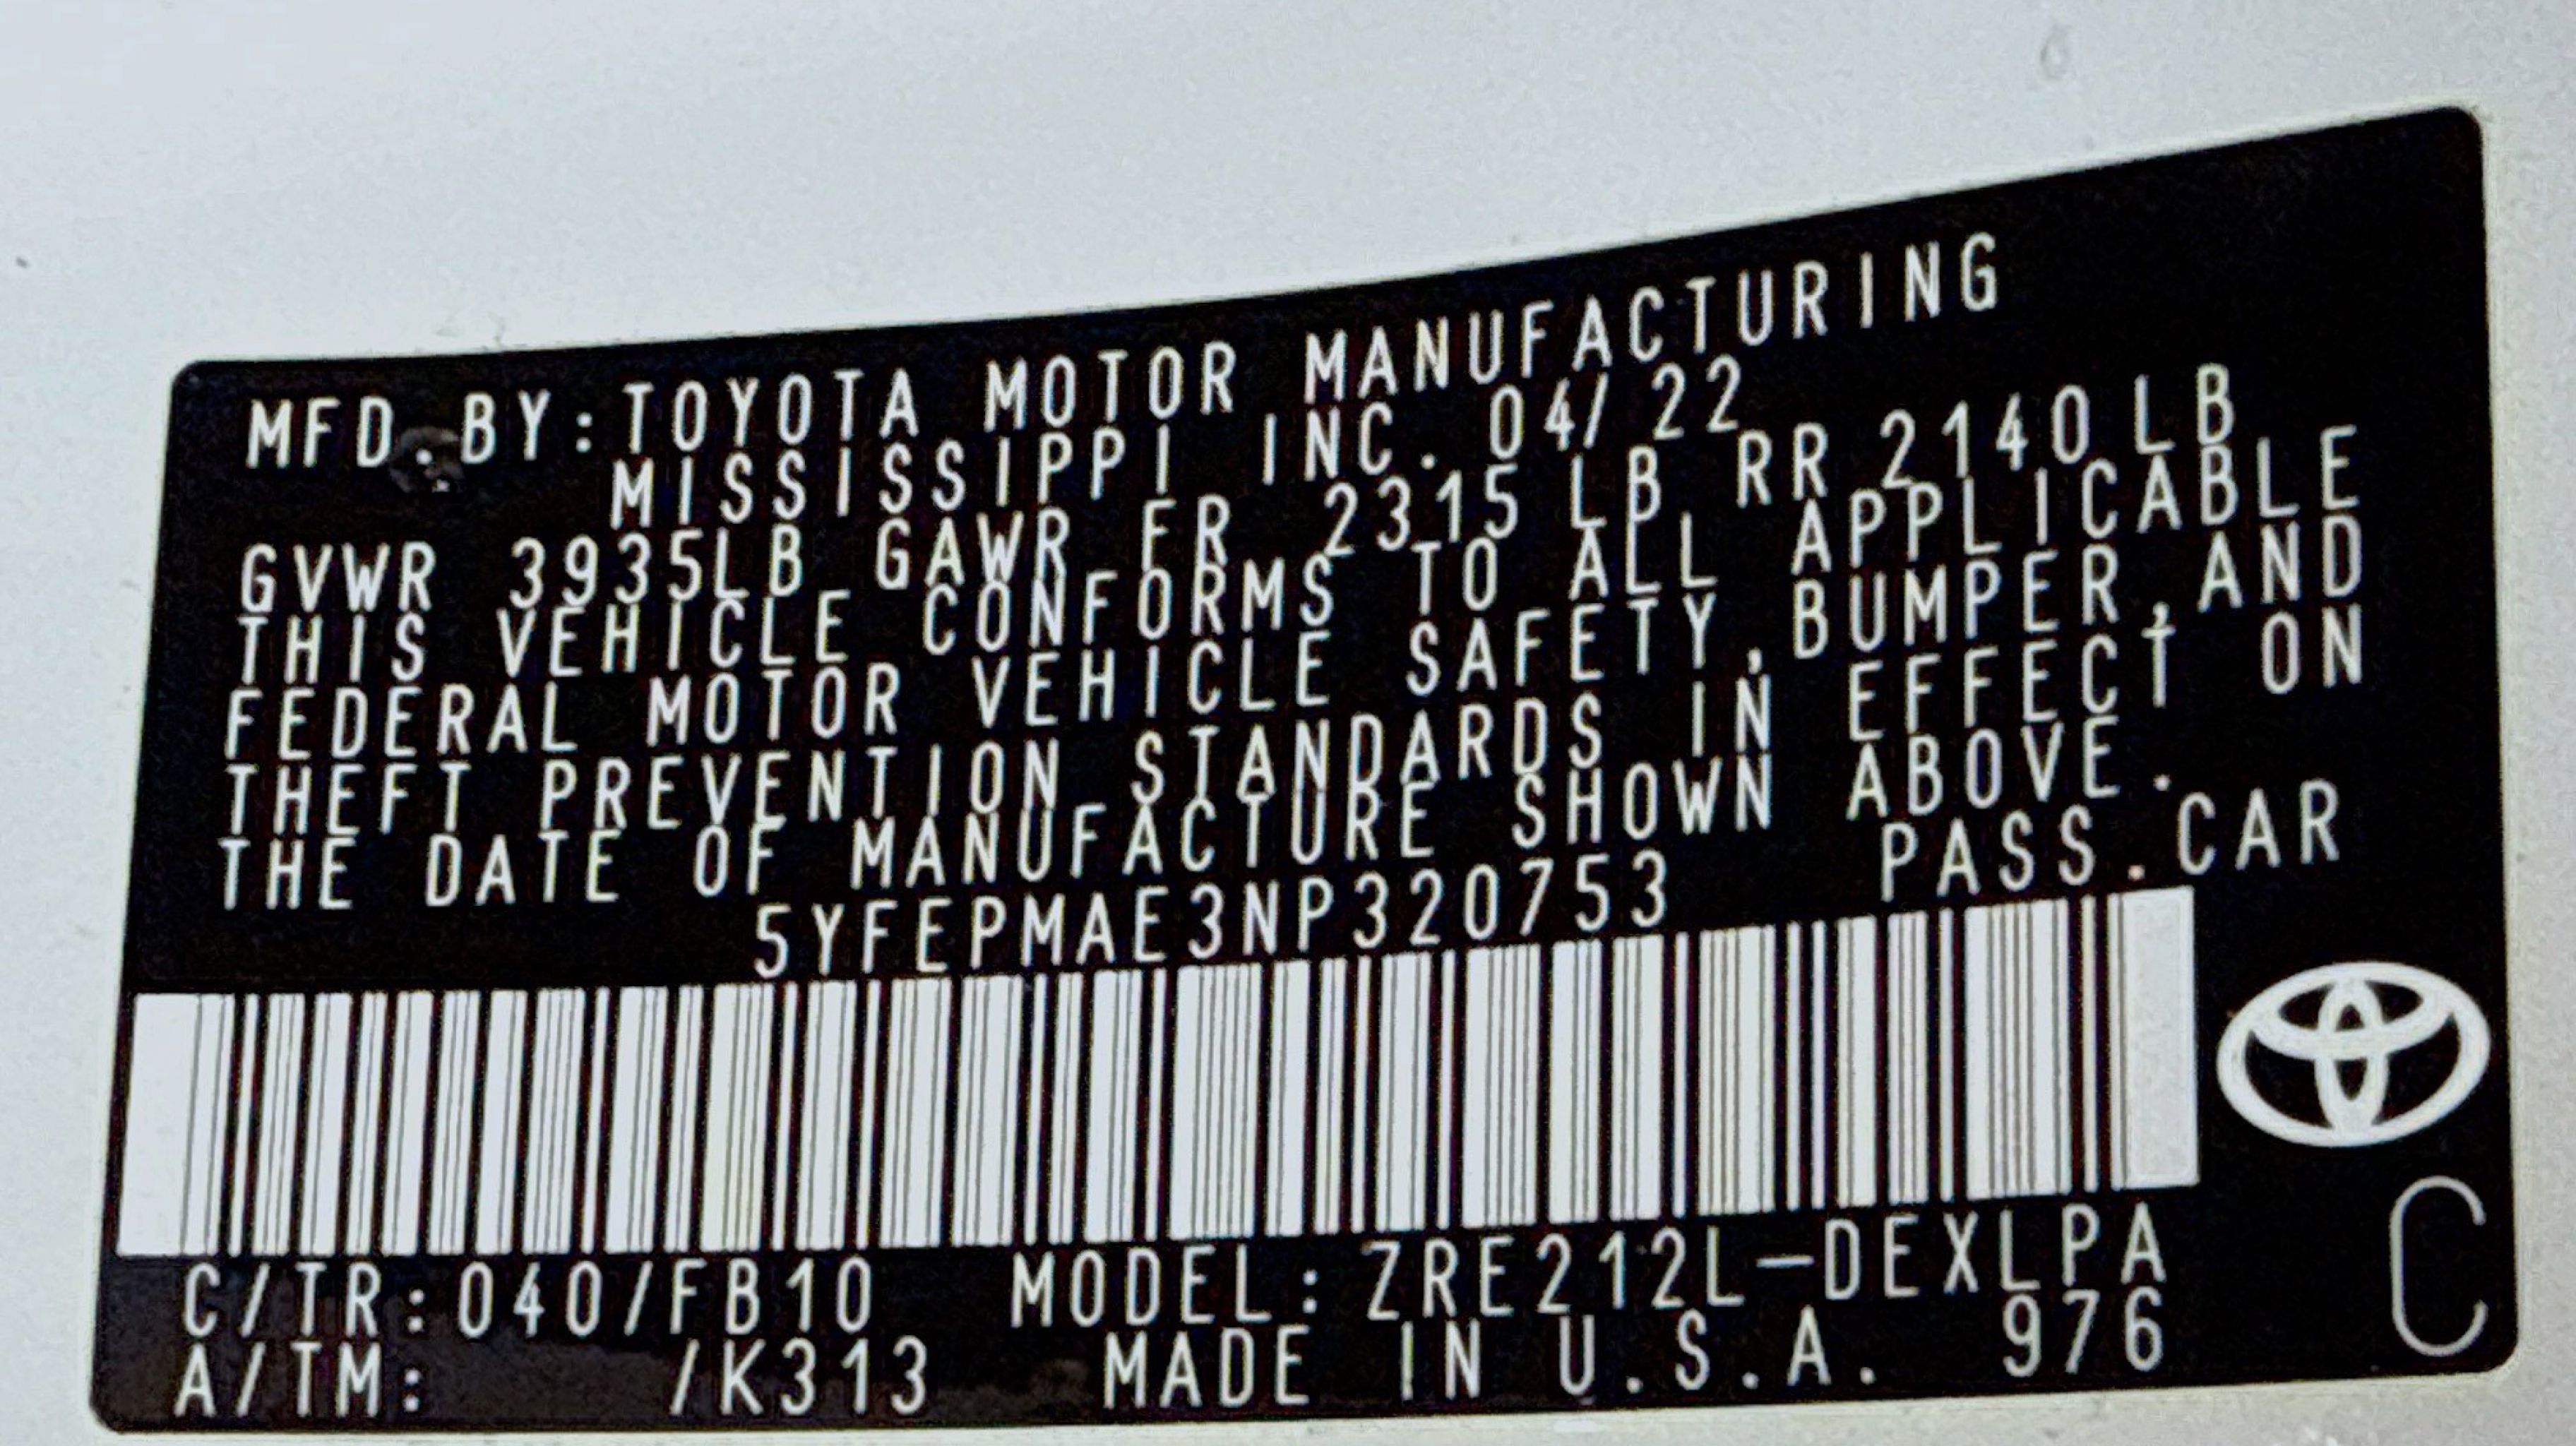 MFD.BY:TOYOTA MOTOR MANUFACTURING
MISSISSIPPI INC. 04/22
GVWR 3935LB GAWR FR 2315 LB RR 2140LB
THIS VEHICLE CONFORMS TO ALL APPLICABLE
FEDERAL MOTOR VEHICLE SAFETY,BUMPER,AND
THEFT PREVENTION STANDARDS IN EFFECT ON
THE DATE OF MANUFACTURE SHOWN ABOVE.
5YFEPMAE3NP320753 PASS.CAR
C/TR:040/FB10 MODEL:ZRE212L-DEXLPA
A/TM: /K313 MADE IN U.S.A. 976
C